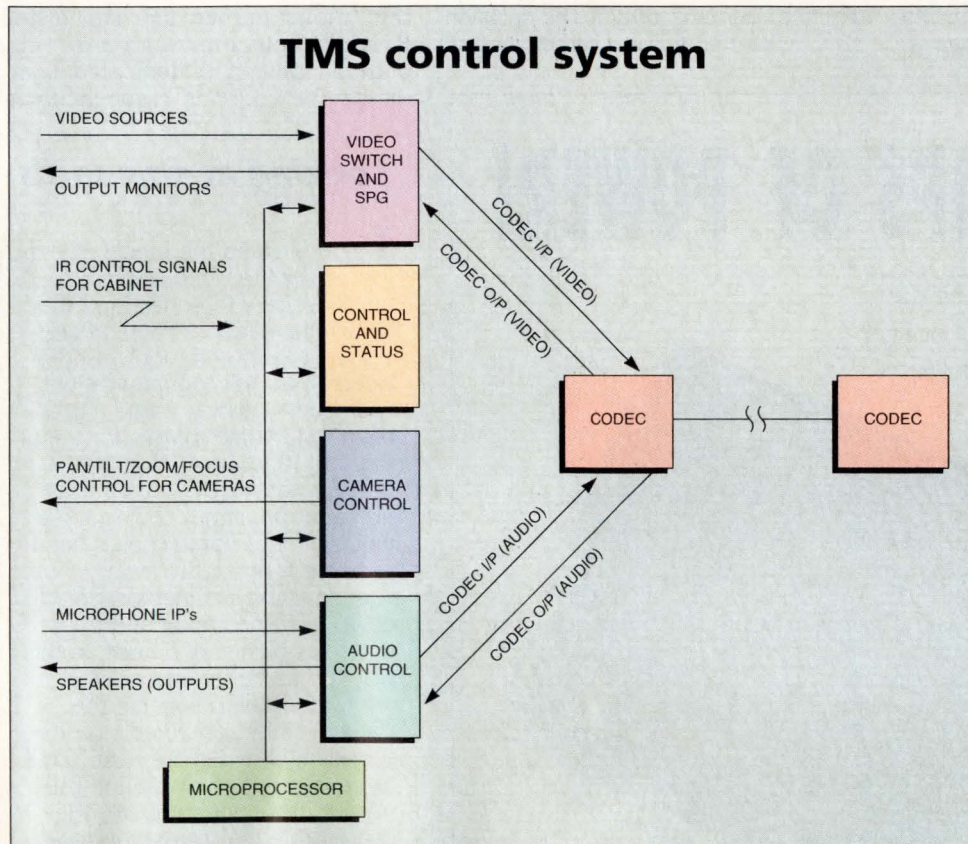 TMS control system
VIDEO SOURCES
OUTPUT MONITORS
VIDEO
SWITCH
AND
SPG
CODEC I/P (VIDEO)
CODEC O/P (VIDEO)
IR CONTROL SIGNALS
FOR CABINET
CONTROL
AND
STATUS
CODEC
CODEC
PAN/TILT/ZOOM/FOCUS
CONTROL FOR CAMERAS
CAMERA
CONTROL
CODEC I/P (AUDIO)
CODEC O/P (AUDIO)
MICROPHONE IP's
SPEAKERS (OUTPUTS)
AUDIO
CONTROL
MICROPROCESSOR